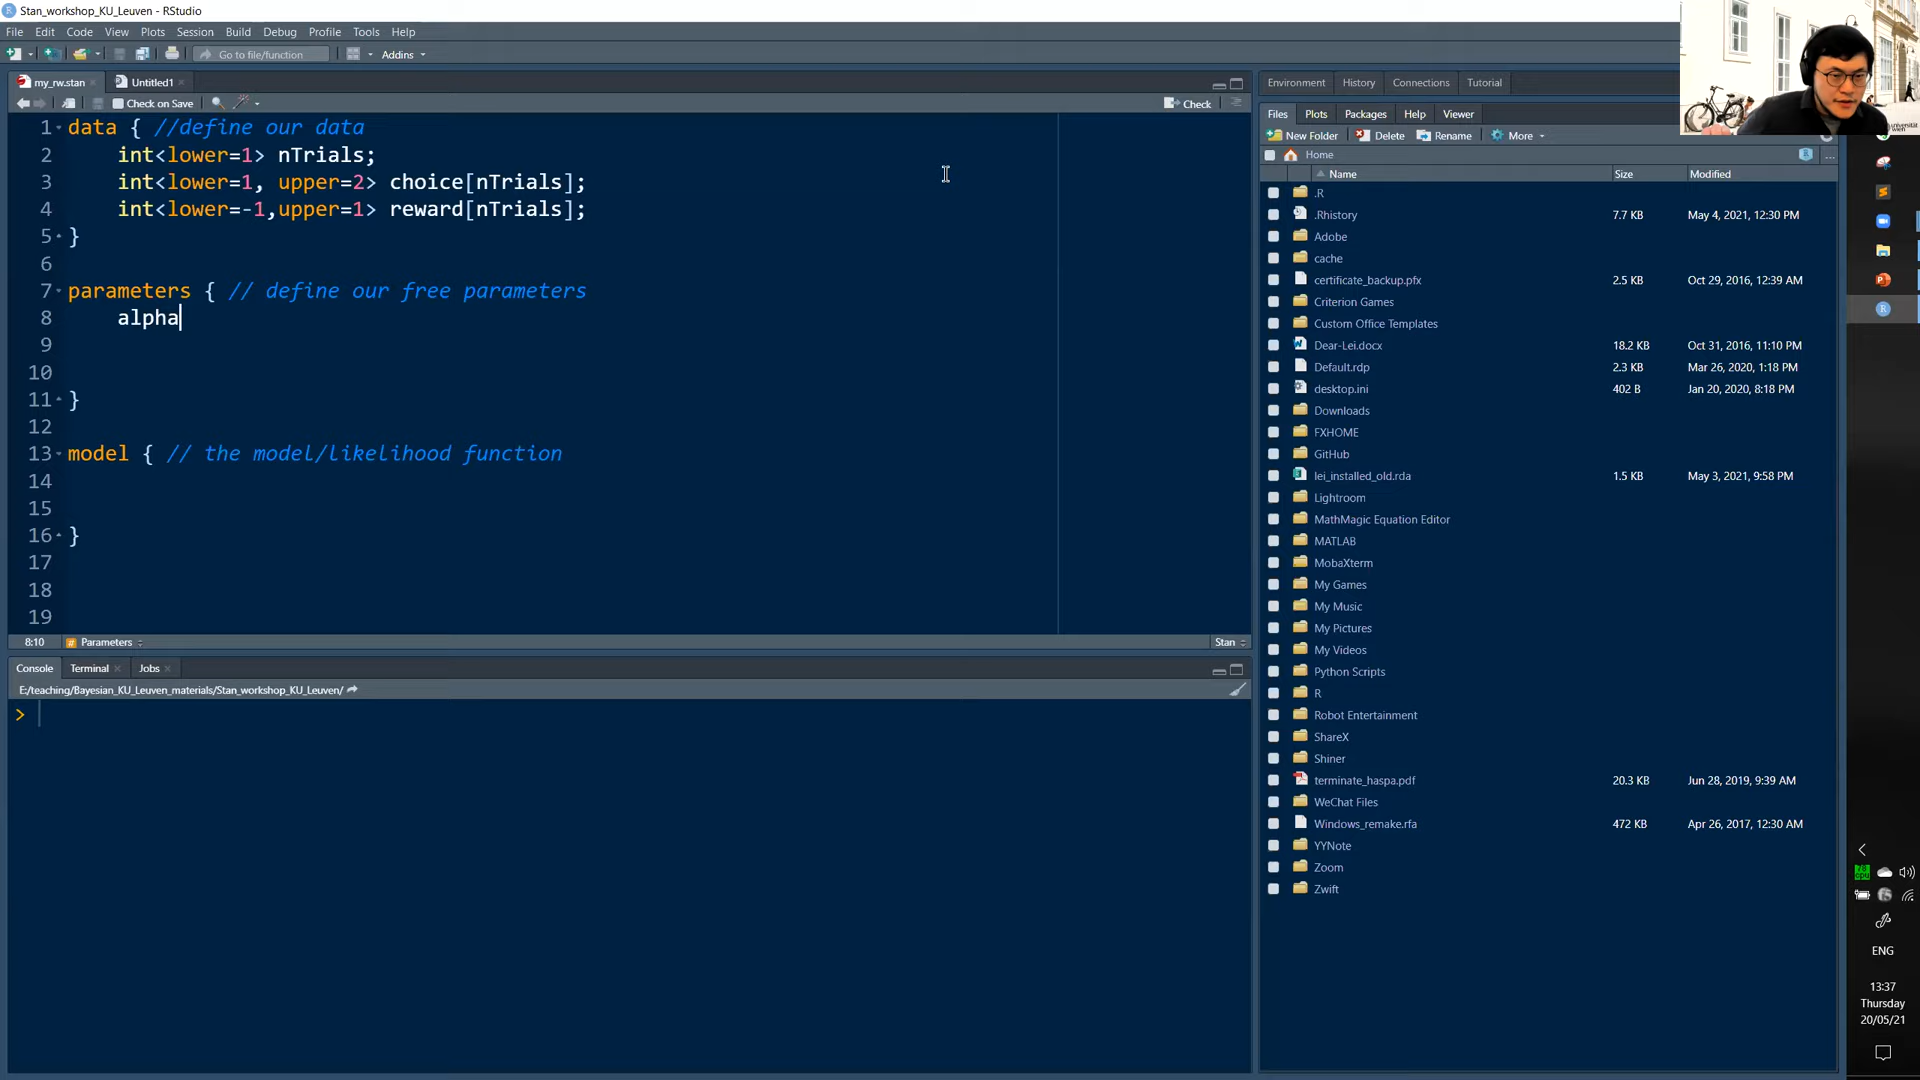 Stan_workshop_KU_Leuven - RStudio
File Edit Code View Plots Session Build Debug Profile Tools Help
Go to file/function Addins
my_rw.stan Untitled1
Check on Save Check
1 data { //define our data
2 int<lower=1> nTrials;
3 int<lower=1, upper=2> choice[nTrials];
4 int<lower=-1,upper=1> reward[nTrials];
5 }
6
7 parameters { // define our free parameters
8 alpha
9
10
11 }
12
13 model { // the model/likelihood function
14
15
16 }
17
18
19
8:10 Parameters Stan
Console Terminal Jobs
E:/teaching/Bayesian_KU_Leuven_materials/Stan_workshop_KU_Leuven/
>
Environment History Connections Tutorial
Files Plots Packages Help Viewer
New Folder Delete Rename More
Home
Name Size Modified
.R
.Rhistory 7.7 KB May 4, 2021, 12:30 PM
Adobe
cache
certificate_backup.pfx 2.5 KB Oct 29, 2016, 12:39 AM
Criterion Games
Custom Office Templates
Dear-Lei.docx 18.2 KB Oct 31, 2016, 11:10 PM
Default.rdp 2.3 KB Mar 26, 2020, 1:18 PM
desktop.ini 402 B Jan 20, 2020, 8:18 PM
Downloads
FXHOME
GitHub
lei_installed_old.rda 1.5 KB May 3, 2021, 9:58 PM
Lightroom
MathMagic Equation Editor
MATLAB
MobaXterm
My Games
My Music
My Pictures
My Videos
Python Scripts
R
Robot Entertainment
ShareX
Shiner
terminate_haspa.pdf 20.3 KB Jun 28, 2019, 9:39 AM
WeChat Files
Windows_remake.rfa 472 KB Apr 26, 2017, 12:30 AM
YYNote
Zoom
Zwift
ENG
13:37
Thursday
20/05/21